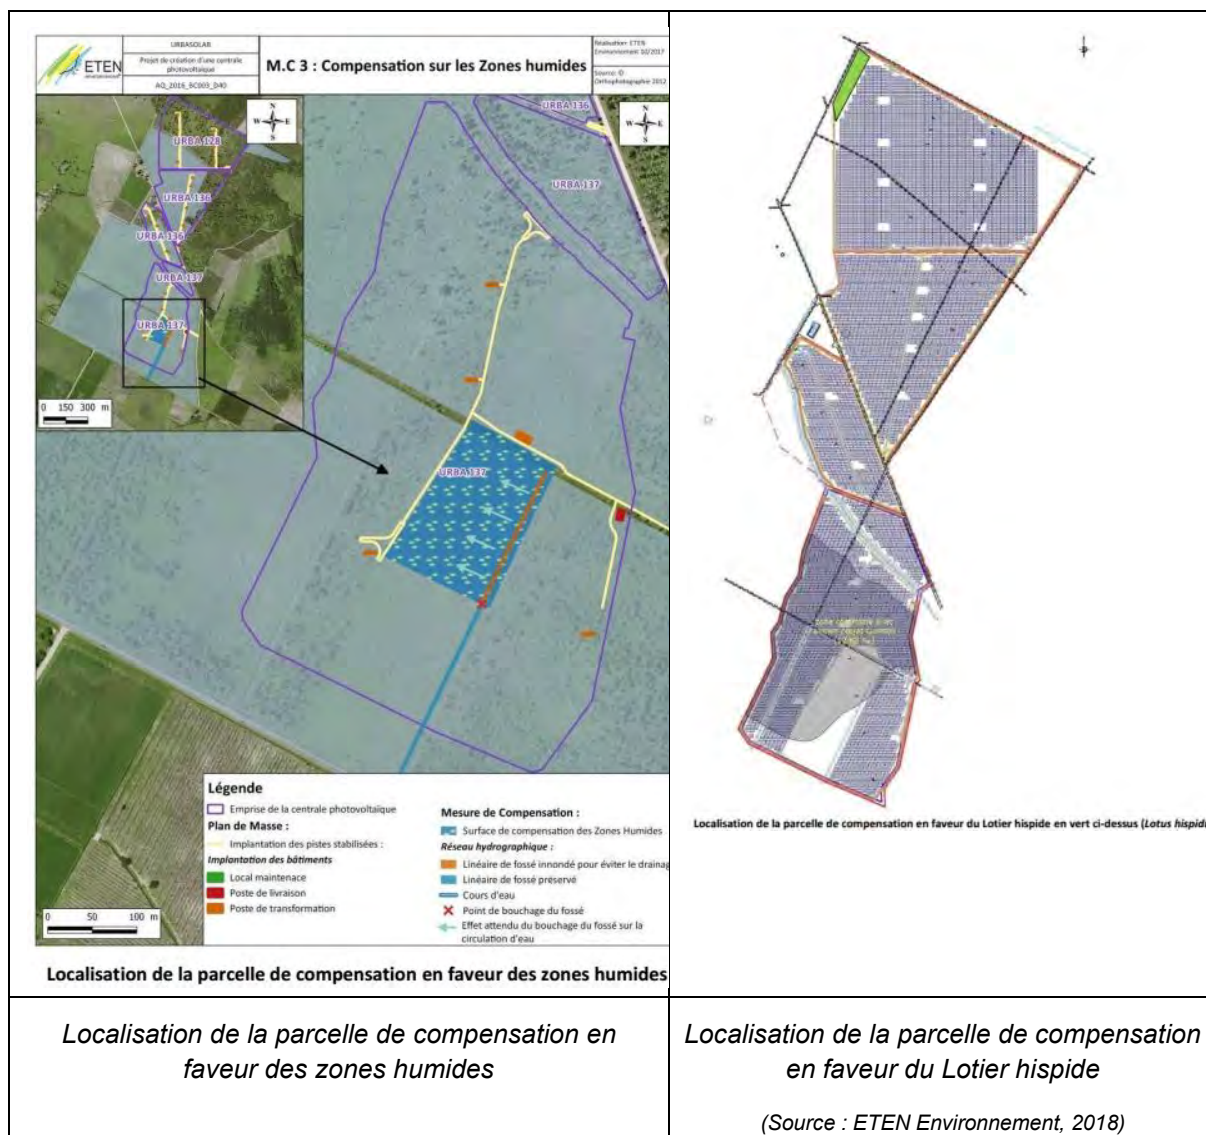 ETEN
environnement
URBASOLAR
Projet de création d'une centrale
photovoltaïque
AQ_2016_BC003_D40
M.C 3 : Compensation sur les Zones humides
Réalisation: ETEN
Environnement 10/2017
Source: ©
Orthophotographie 2012
URBA 128
URBA 136
URBA 136
URBA 137
URBA 137
N
W E
S
0 150 300 m
URBA 136
URBA 137
N
W E
S
URBA 137
Légende
Emprise de la centrale photovoltaïque
Plan de Masse :
Implantation des pistes stabilisées :
Implantation des bâtiments
Local maintenace
Poste de livraison
Poste de transformation
0 50 100 m
Mesure de Compensation :
Surface de compensation des Zones Humides
Réseau hydrographique :
Linéaire de fossé innondé pour éviter le drainag
Linéaire de fossé préservé
Cours d'eau
Point de bouchage du fossé
Effet attendu du bouchage du fossé sur la
circulation d'eau
Localisation de la parcelle de compensation en faveur des zones humides
Localisation de la parcelle de compensation en faveur du Lotier hispide en vert ci-dessus (Lotus hispid
Localisation de la parcelle de compensation en
faveur des zones humides
Localisation de la parcelle de compensation
en faveur du Lotier hispide
(Source : ETEN Environnement, 2018)